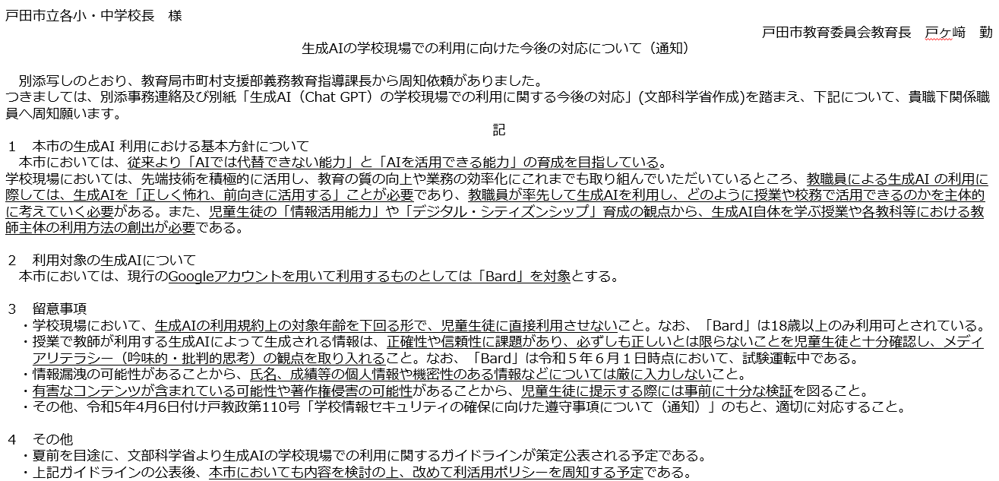 戸田市立各小・中学校長　様
戸田市教育委員会教育長　戸ヶ﨑　勤
生成AIの学校現場での利用に向けた今後の対応について（通知）
別添写しのとおり、教育局市町村支援部義務教育指導課長から周知依頼がありました。
つきましては、別添事務連絡及び別紙「生成AI（Chat GPT）の学校現場での利用に関する今後の対応」(文部科学省作成)を踏まえ、下記について、貴職下関係職
員へ周知願います。
記
１　本市の生成AI 利用における基本方針について
本市においては、従来より「AIでは代替できない能力」と「AIを活用できる能力」の育成を目指している。
学校現場においては、先端技術を積極的に活用し、教育の質の向上や業務の効率化にこれまでも取り組んでいただいているところ、教職員による生成AI の利用に
際しては、生成AIを「正しく怖れ、前向きに活用する」ことが必要であり、教職員が率先して生成AIを利用し、どのように授業や校務で活用できるのかを主体的
に考えていく必要がある。また、児童生徒の「情報活用能力」や「デジタル・シティズンシップ」育成の観点から、生成AI自体を学ぶ授業や各教科等における教
師主体の利用方法の創出が必要である。
２　利用対象の生成AIについて
本市においては、現行のGoogleアカウントを用いて利用するものとしては「Bard」を対象とする。
３　留意事項
・学校現場において、生成AIの利用規約上の対象年齢を下回る形で、児童生徒に直接利用させないこと。なお、「Bard」は18歳以上のみ利用可とされている。
・授業で教師が利用する生成AIによって生成される情報は、正確性や信頼性に課題があり、必ずしも正しいとは限らないことを児童生徒と十分確認し、メディ
アリテラシー（吟味的・批判的思考）の観点を取り入れること。なお、「Bard」は令和５年６月１日時点において、試験運転中である。
・情報漏洩の可能性があることから、氏名、成績等の個人情報や機密性のある情報などについては厳に入力しないこと。
・有害なコンテンツが含まれている可能性や著作権侵害の可能性があることから、児童生徒に提示する際には事前に十分な検証を図ること。
・その他、令和5年4月6日付け戸教政第110号「学校情報セキュリティの確保に向けた遵守事項について（通知）」のもと、適切に対応すること。
４　その他
・夏前を目途に、文部科学省より生成AIの学校現場での利用に関するガイドラインが策定公表される予定である。
・上記ガイドラインの公表後、本市においても内容を検討の上、改めて利活用ポリシーを周知する予定である。